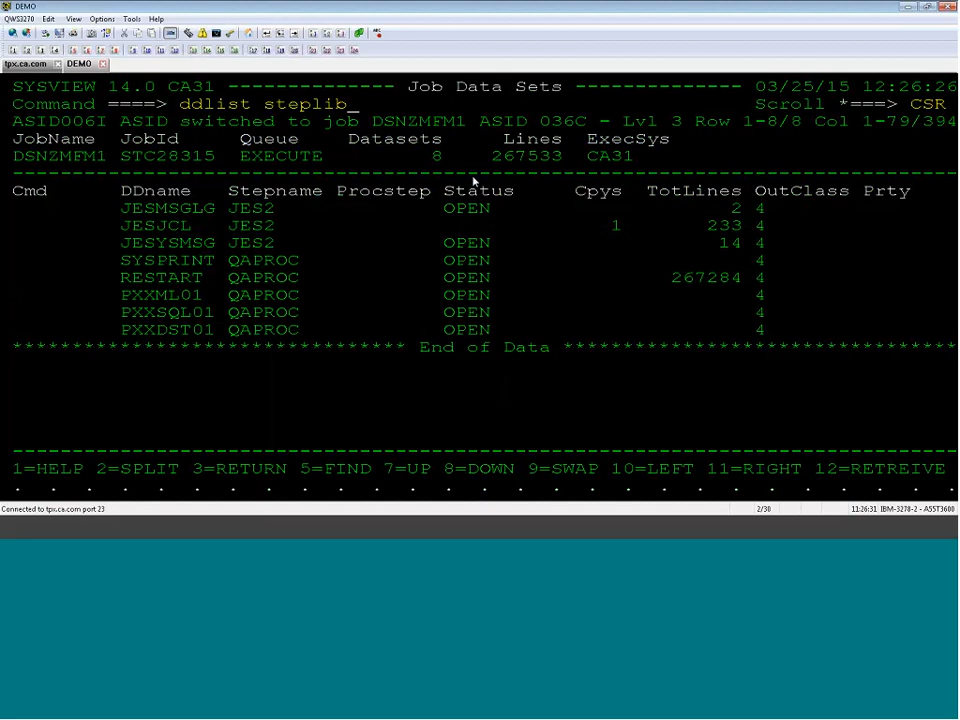 DEMO
QWS3270 Edit View Options Tools Help
tpx.ca.com DEMO
SYSVIEW 14.0 CA31 -------------- Job Data Sets -------------- 03/25/15 12:26:26
Command ====> ddlist steplib_ Scroll *===> CSR
ASID006I ASID switched to job DSNZMFM1 ASID 036C - Lvl 3 Row 1-8/8 Col 1-79/394
JobName JobId Queue Datasets Lines ExecSys
DSNZMFM1 STC28315 EXECUTE 8 267533 CA31
-------------------------------------------------------------------------------
Cmd DDname Stepname Procstep Status Cpys TotLines OutClass Prty
JESMSGLG JES2 OPEN 2 4
JESJCL JES2 1 233 4
JESYSMSG JES2 OPEN 14 4
SYSPRINT QAPROC OPEN 4
RESTART QAPROC OPEN 267284 4
PXXML01 QAPROC OPEN 4
PXXSQL01 QAPROC OPEN 4
PXXDST01 QAPROC OPEN 4
********************************* End of Data *********************************
-------------------------------------------------------------------------------
1=HELP 2=SPLIT 3=RETURN 5=FIND 7=UP 8=DOWN 9=SWAP 10=LEFT 11=RIGHT 12=RETREIVE
Connected to tpx.ca.com port 23 2/30 11:26:31 IBM-3278-2 - A55T3600